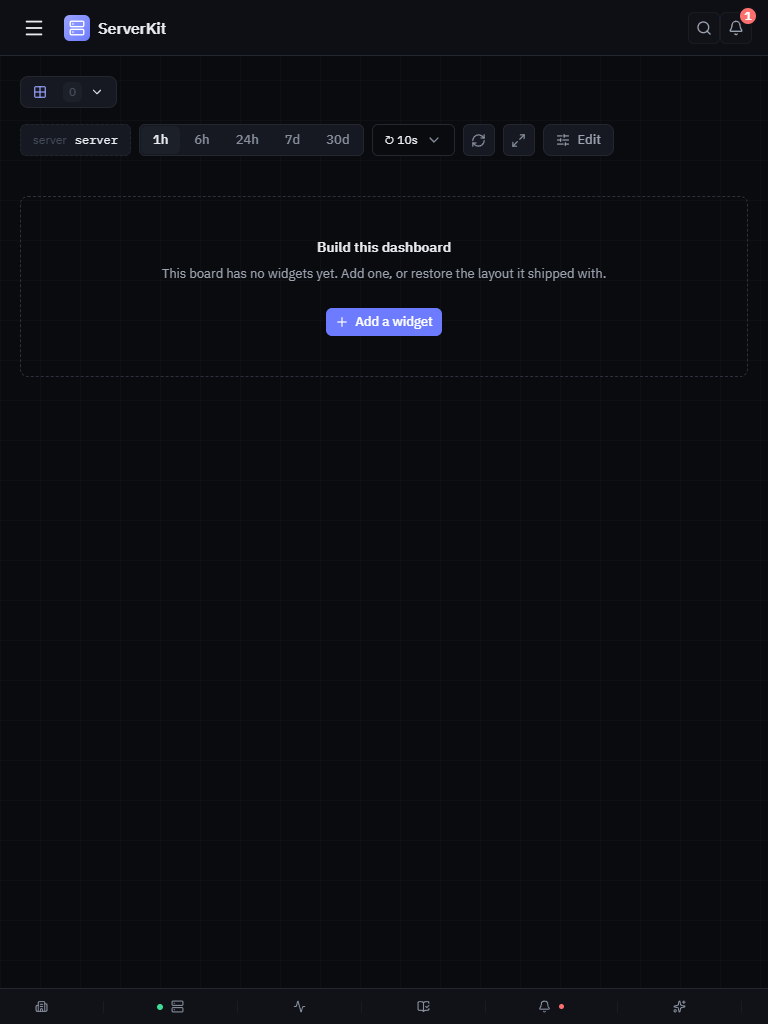 ServerKit
1
0
server server
1h 6h 24h 7d 30d
↻ 10s
Edit
Build this dashboard
This board has no widgets yet. Add one, or restore the layout it shipped with.
+ Add a widget